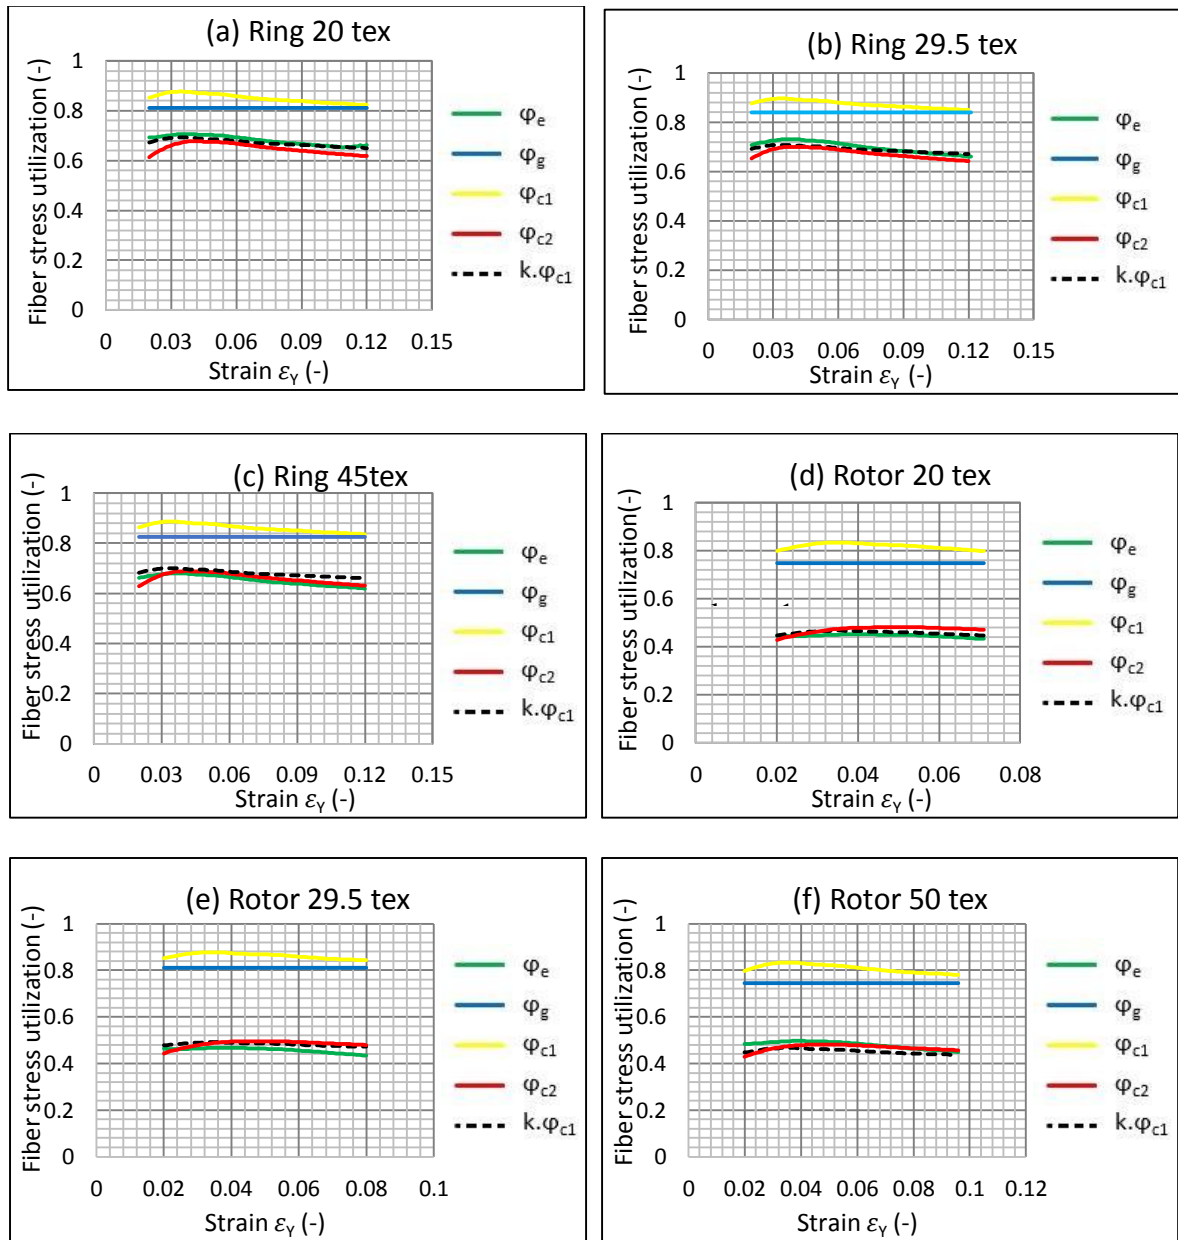 (a) Ring 20 tex
Fiber stress utilization (-)
1
0.8
0.6
0.4
0.2
0
0 0.03 0.06 0.09 0.12 0.15
Strain εY (-)
φe
φg
φc1
φc2
k.φc1
(b) Ring 29.5 tex
Fiber stress utilization (-)
1
0.8
0.6
0.4
0.2
0
0 0.03 0.06 0.09 0.12 0.15
Strain εY (-)
φe
φg
φc1
φc2
k.φc1
(c) Ring 45tex
Fiber stress utilization (-)
1
0.8
0.6
0.4
0.2
0
0 0.03 0.06 0.09 0.12 0.15
Strain εY (-)
φe
φg
φc1
φc2
k.φc1
(d) Rotor 20 tex
Fiber stress utilization(-)
1
0.8
0.6
0.4
0.2
0
0 0.02 0.04 0.06 0.08
Strain εY (-)
φe
φg
φc1
φc2
k.φc1
(e) Rotor 29.5 tex
Fiber stress utilization (-)
1
0.8
0.6
0.4
0.2
0
0 0.02 0.04 0.06 0.08 0.1
Strain εY (-)
φe
φg
φc1
φc2
k.φc1
(f) Rotor 50 tex
Fiber stress utilization (-)
1
0.8
0.6
0.4
0.2
0
0 0.02 0.04 0.06 0.08 0.1 0.12
Strain εY (-)
φe
φg
φc1
φc2
k.φc1